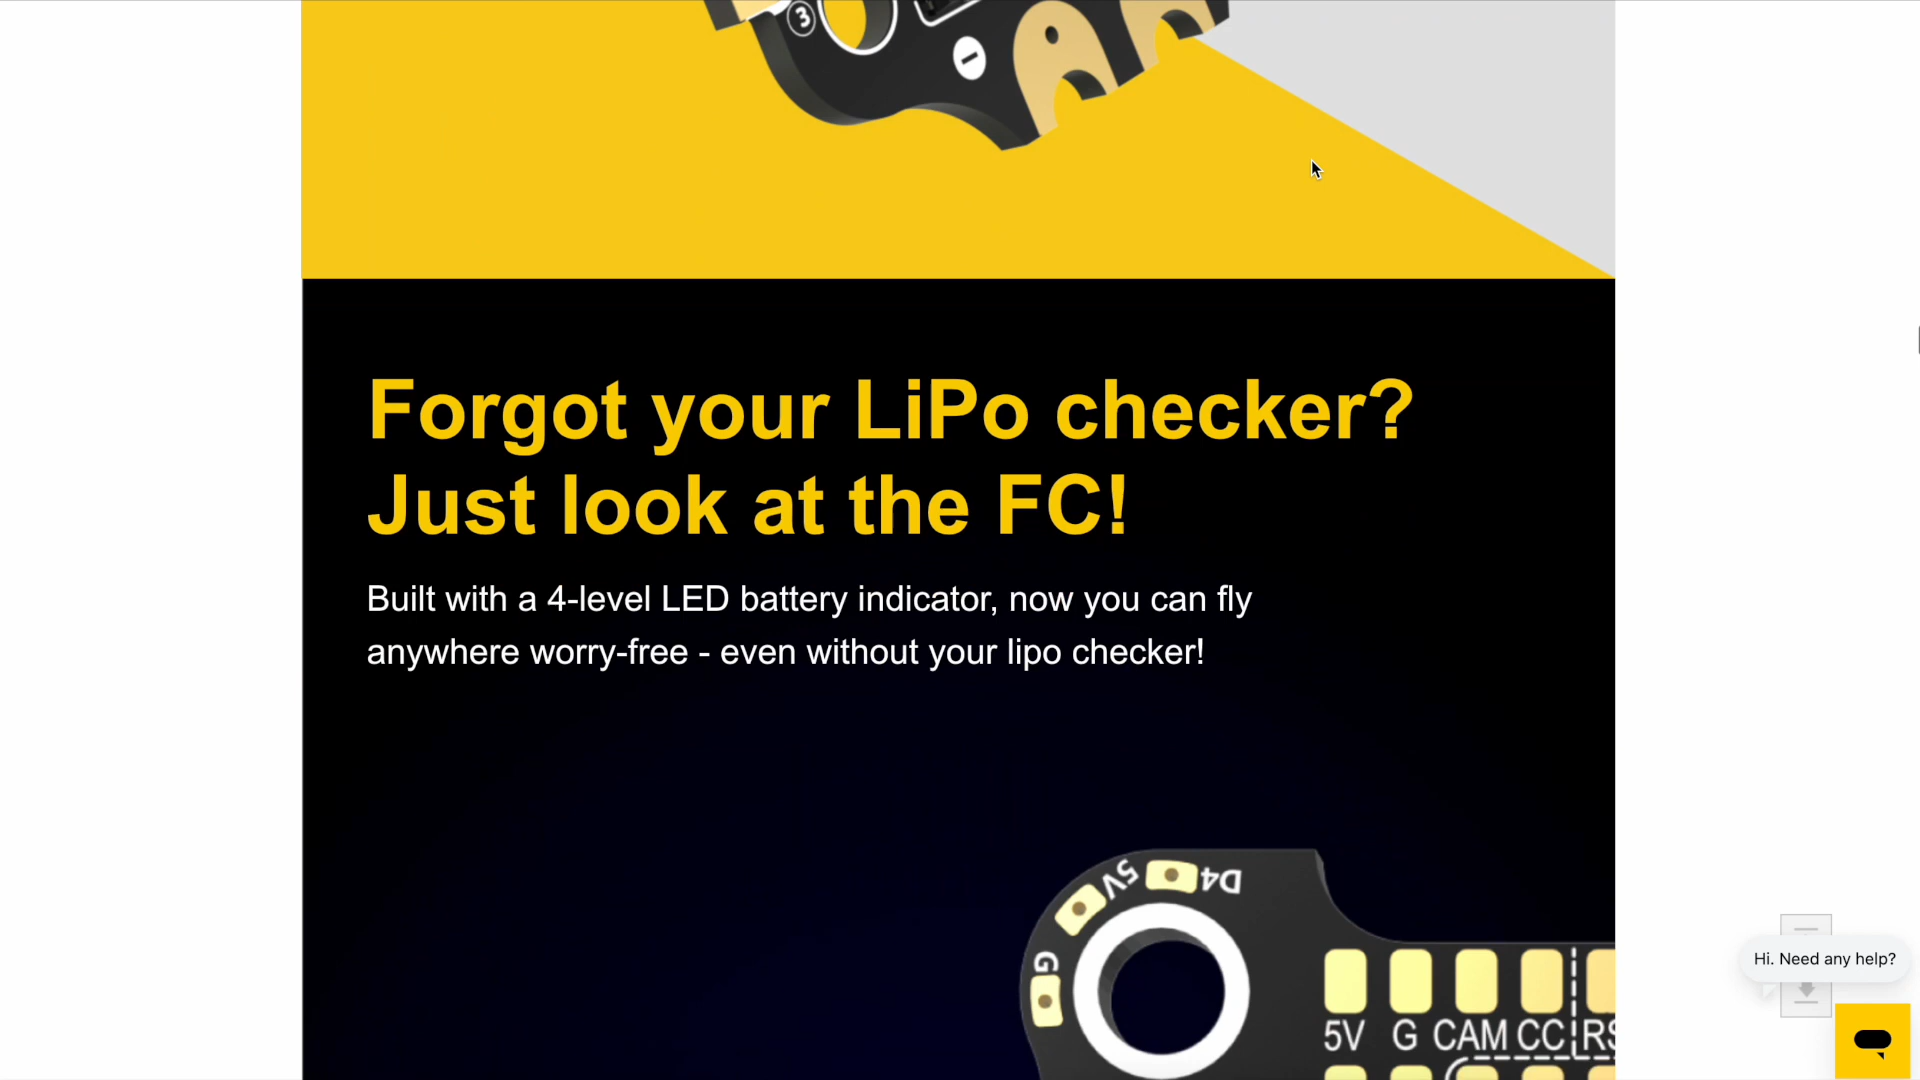 3
Forgot your LiPo checker?
Just look at the FC!
Built with a 4-level LED battery indicator, now you can fly
anywhere worry-free - even without your lipo checker!
5V
D4
G
Hi. Need any help?
5V G CAM CC